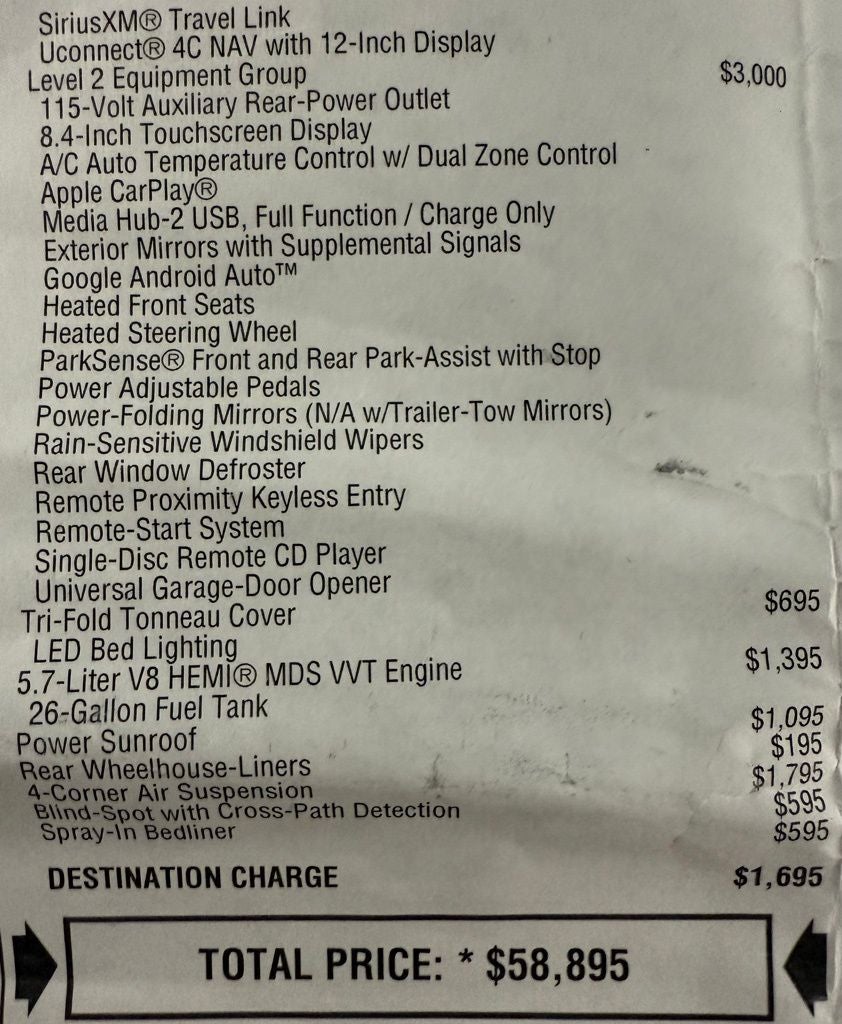 SiriusXM® Travel Link
Uconnect® 4C NAV with 12-Inch Display
Level 2 Equipment Group $3,000
115-Volt Auxiliary Rear-Power Outlet
8.4-Inch Touchscreen Display
A/C Auto Temperature Control w/ Dual Zone Control
Apple CarPlay®
Media Hub-2 USB, Full Function / Charge Only
Exterior Mirrors with Supplemental Signals
Google Android Auto™
Heated Front Seats
Heated Steering Wheel
ParkSense® Front and Rear Park-Assist with Stop
Power Adjustable Pedals
Power-Folding Mirrors (N/A w/Trailer-Tow Mirrors)
Rain-Sensitive Windshield Wipers
Rear Window Defroster
Remote Proximity Keyless Entry
Remote-Start System
Single-Disc Remote CD Player
Universal Garage-Door Opener
Tri-Fold Tonneau Cover $695
LED Bed Lighting
5.7-Liter V8 HEMI® MDS VVT Engine $1,395
26-Gallon Fuel Tank
Power Sunroof $1,095
Rear Wheelhouse-Liners $195
4-Corner Air Suspension $1,795
Blind-Spot with Cross-Path Detection $595
Spray-In Bedliner $595
DESTINATION CHARGE $1,695
TOTAL PRICE: * $58,895